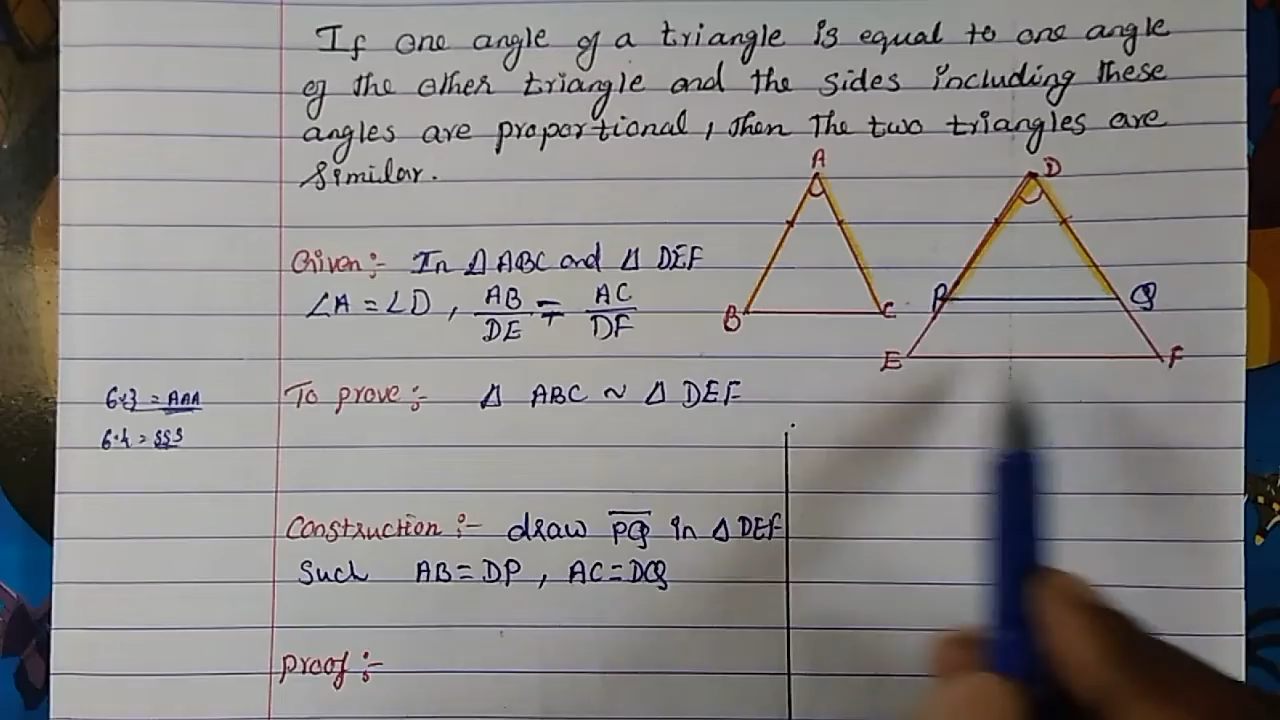 If one angle of a triangle is equal to one angle
of the other triangle and the sides including these
angles are proportional, then the two triangles are
similar.
A
D
Given:- In Δ ABC and Δ DEF
∠A = ∠D, AB/DE = AC/DF
B
C
P
Q
E
F
To prove:- Δ ABC ~ Δ DEF
6.3 = AAA
6.4 = SSS
Construction:- draw P̅Q̅ in Δ DEF
Such AB = DP, AC = DQ
Proof:-